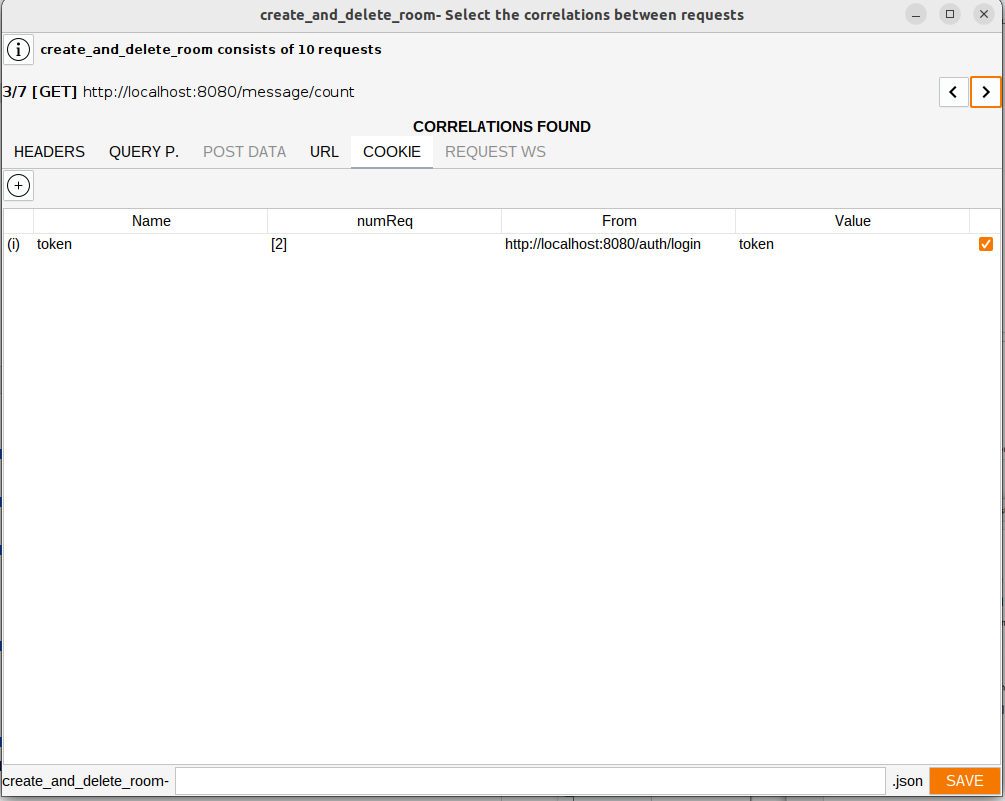 create_and_delete_room- Select the correlations between requests
create_and_delete_room consists of 10 requests
3/7 [GET] http://localhost:8080/message/count
CORRELATIONS FOUND
HEADERS QUERY P. POST DATA URL COOKIE REQUEST WS
Name numReq From Value
(i) token [2] http://localhost:8080/auth/login token
create_and_delete_room- .json SAVE